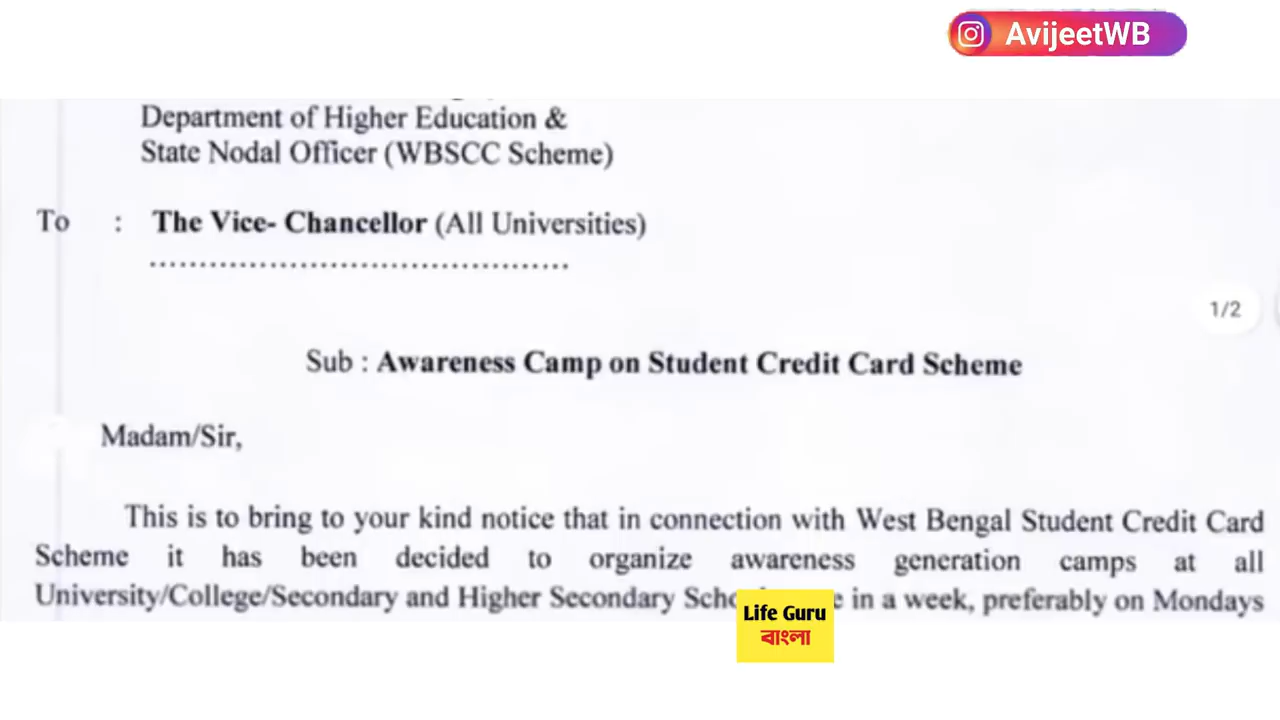 AvijeetWB
Department of Higher Education &
State Nodal Officer (WBSCC Scheme)
To : The Vice- Chancellor (All Universities)
..........................................
1/2
Sub : Awareness Camp on Student Credit Card Scheme
Madam/Sir,
This is to bring to your kind notice that in connection with West Bengal Student Credit Card
Scheme it has been decided to organize awareness generation camps at all
University/College/Secondary and Higher Secondary in a week, preferably on Mondays
Life Guru
বাংলা